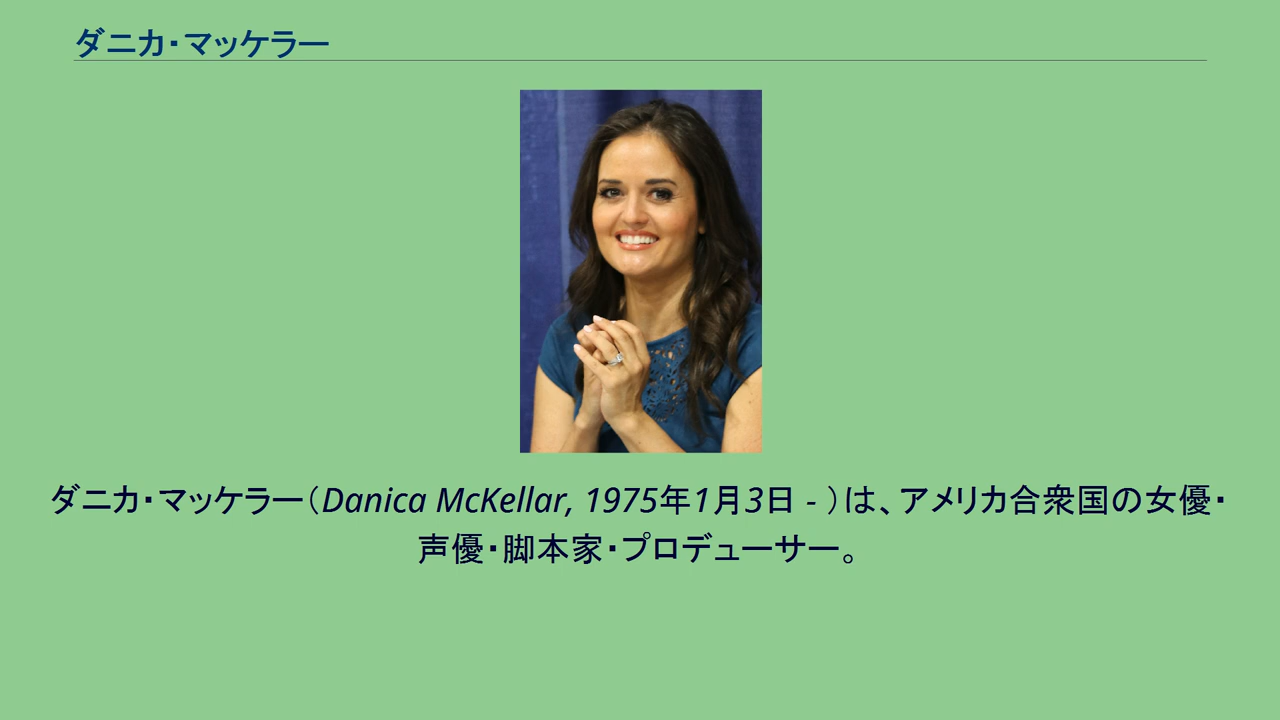 ダニカ・マッケラー
ダニカ・マッケラー（Danica McKellar, 1975年1月3日 - ）は、アメリカ合衆国の女優・
声優・脚本家・プロデューサー。